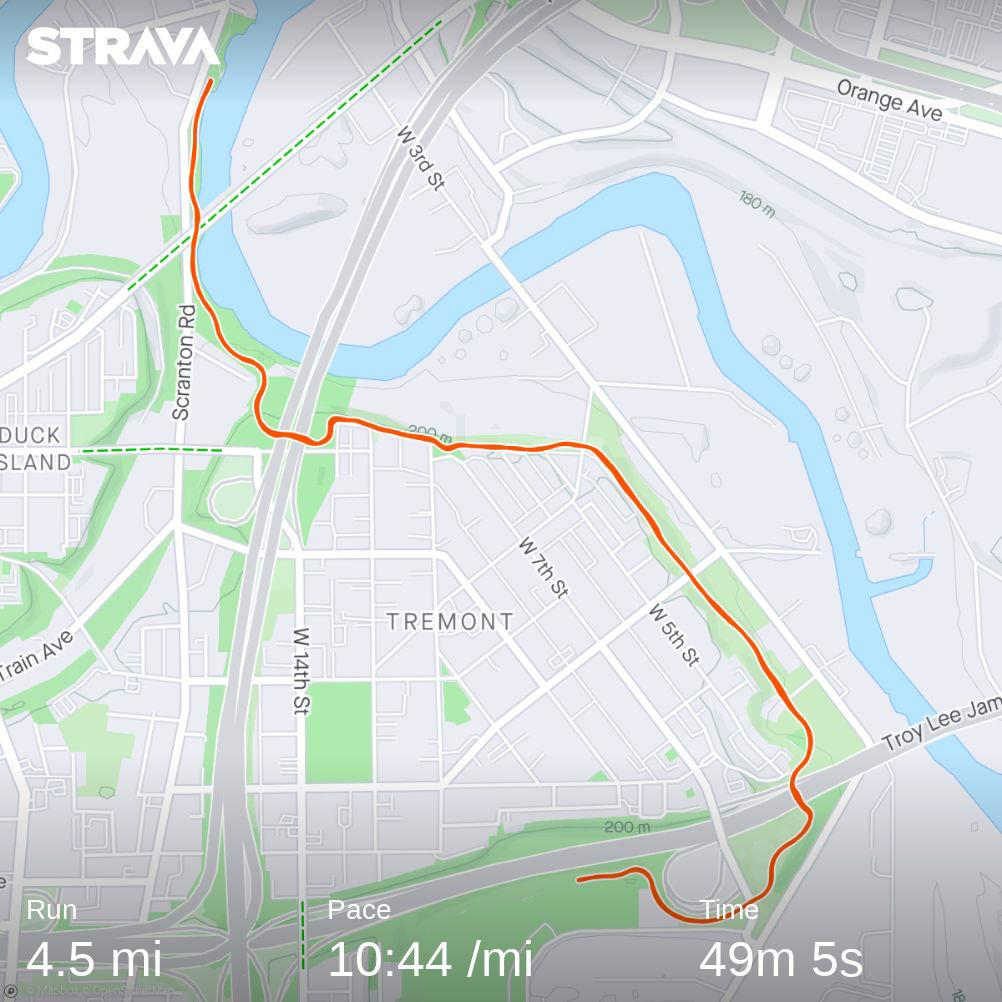 STRAVA
Orange Ave
W 3rd St
180 m
Scranton Rd
200 m
DUCK
ISLAND
W 7th St
TREMONT
W 5th St
Train Ave
W 14th St
Troy Lee Jam
200 m
Run
Pace
Time
4.5 mi
10:44 /mi
49m 5s
© Mapbox © OpenStreetMap